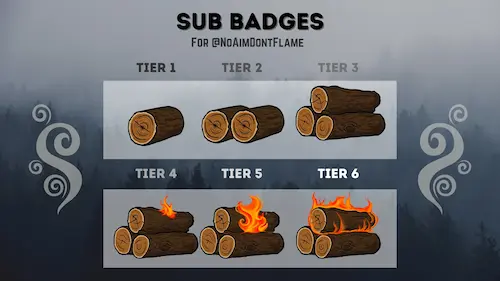 SUB BADGES
FOR @NOAIMDONTFLAME
TIER 1 TIER 2 TIER 3
TIER 4 TIER 5 TIER 6